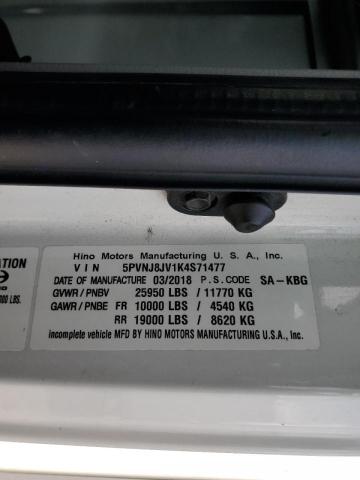 Hino Motors Manufacturing U. S. A., Inc.
V I N 5PVNJ8JV1K4S71477
DATE OF MANUFACTURE 03/2018 P. S. CODE SA-KBG
GVWR / PNBV 25950 LBS / 11770 KG
GAWR / PNBE FR 10000 LBS / 4540 KG
RR 19000 LBS / 8620 KG
incomplete vehicle MFD BY HINO MOTORS MANUFACTURING U.S.A., Inc.
000 LBS.